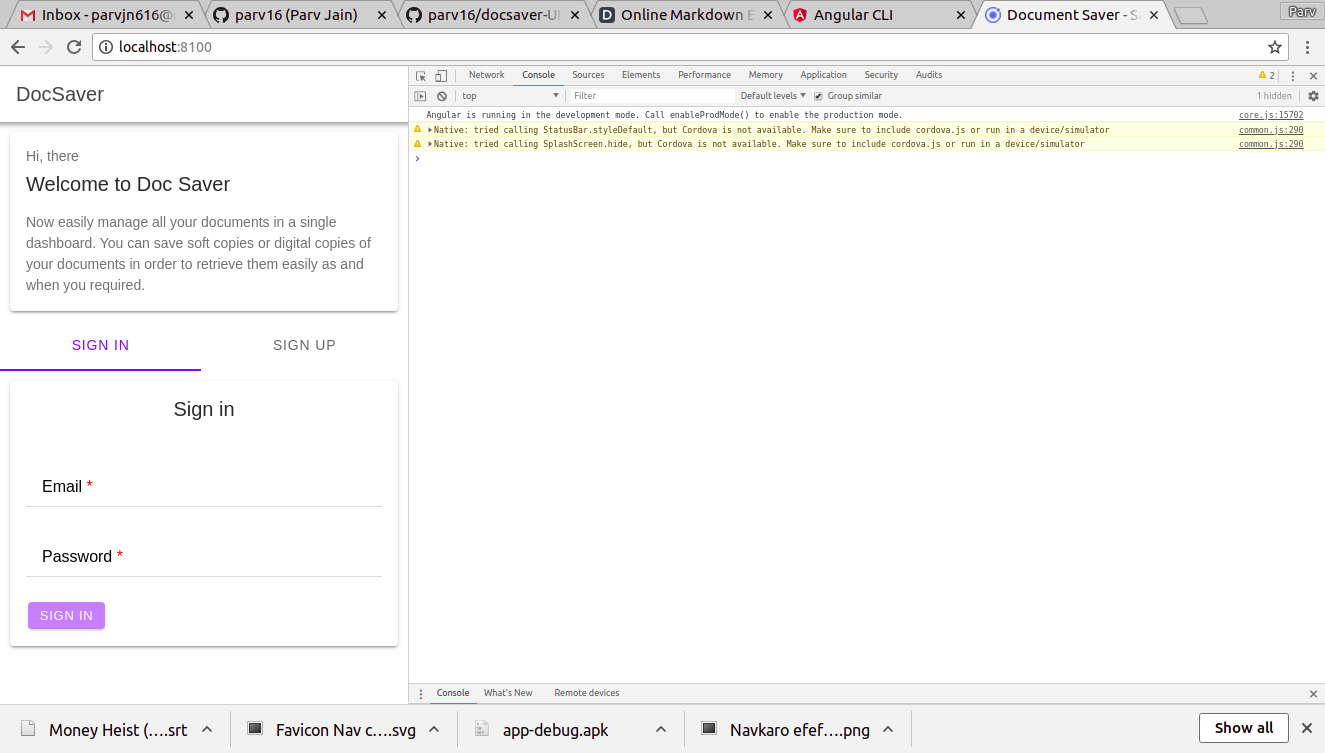 Inbox - parvjn616@
parv16 (Parv Jain)
parv16/docsaver-UI
Online Markdown E
Angular CLI
Document Saver - S
Parv
localhost:8100
DocSaver
Hi, there
Welcome to Doc Saver
Now easily manage all your documents in a single
dashboard. You can save soft copies or digital copies of
your documents in order to retrieve them easily as and
when you required.
SIGN IN
SIGN UP
Sign in
Email *
Password *
SIGN IN
Network Console Sources Elements Performance Memory Application Security Audits 2
top Filter Default levels Group similar 1 hidden
Angular is running in the development mode. Call enableProdMode() to enable the production mode. core.js:15702
Native: tried calling StatusBar.styleDefault, but Cordova is not available. Make sure to include cordova.js or run in a device/simulator common.js:290
Native: tried calling SplashScreen.hide, but Cordova is not available. Make sure to include cordova.js or run in a device/simulator common.js:290
Console What's New Remote devices
Money Heist (....srt
Favicon Nav c....svg
app-debug.apk
Navkaro efef....png
Show all